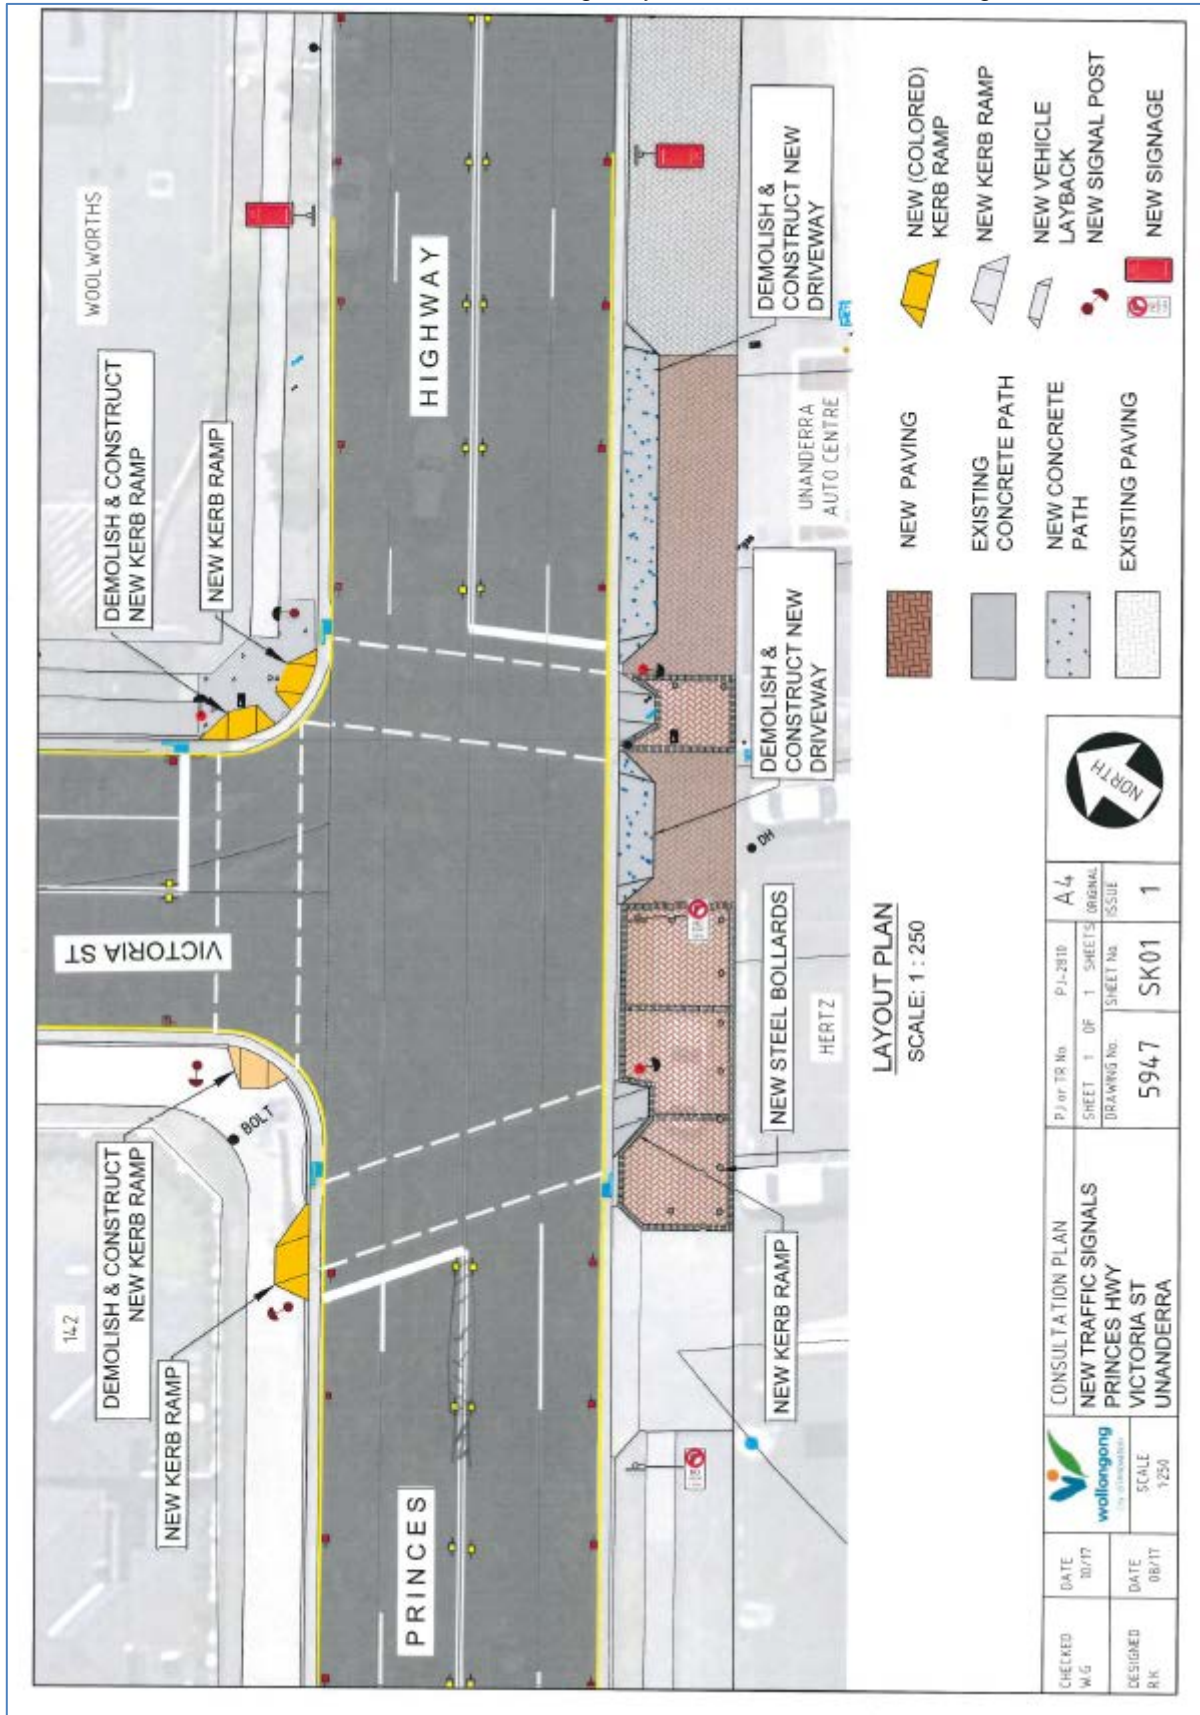 WOOLWORTHS
DEMOLISH & CONSTRUCT
NEW KERB RAMP
NEW KERB RAMP
HIGHWAY
VICTORIA ST
142
DEMOLISH & CONSTRUCT
NEW KERB RAMP
BOLT
NEW KERB RAMP
PRINCES
DEMOLISH &
CONSTRUCT NEW
DRIVEWAY
UNANDERRA
AUTO CENTRE
DEMOLISH &
CONSTRUCT NEW
DRIVEWAY
DH
NEW STEEL BOLLARDS
HERTZ
NEW KERB RAMP
LAYOUT PLAN
SCALE: 1 : 250
NEW PAVING
EXISTING
CONCRETE PATH
NEW CONCRETE
PATH
EXISTING PAVING
NEW (COLORED)
KERB RAMP
NEW KERB RAMP
NEW VEHICLE
LAYBACK
NEW SIGNAL POST
NEW SIGNAGE
CHECKED
W.G
DATE
10/17
DESIGNED
R.K
DATE
08/17
wollongong
city of innovation
SCALE
1:250
CONSULTATION PLAN
NEW TRAFFIC SIGNALS
PRINCES HWY
VICTORIA ST
UNANDERRA
PJ or TR No. PJ-2810
SHEET 1 OF 1 SHEETS
A4
ORIGINAL
DRAWING No.
5947
SHEET No.
SK01
ISSUE
1
NORTH